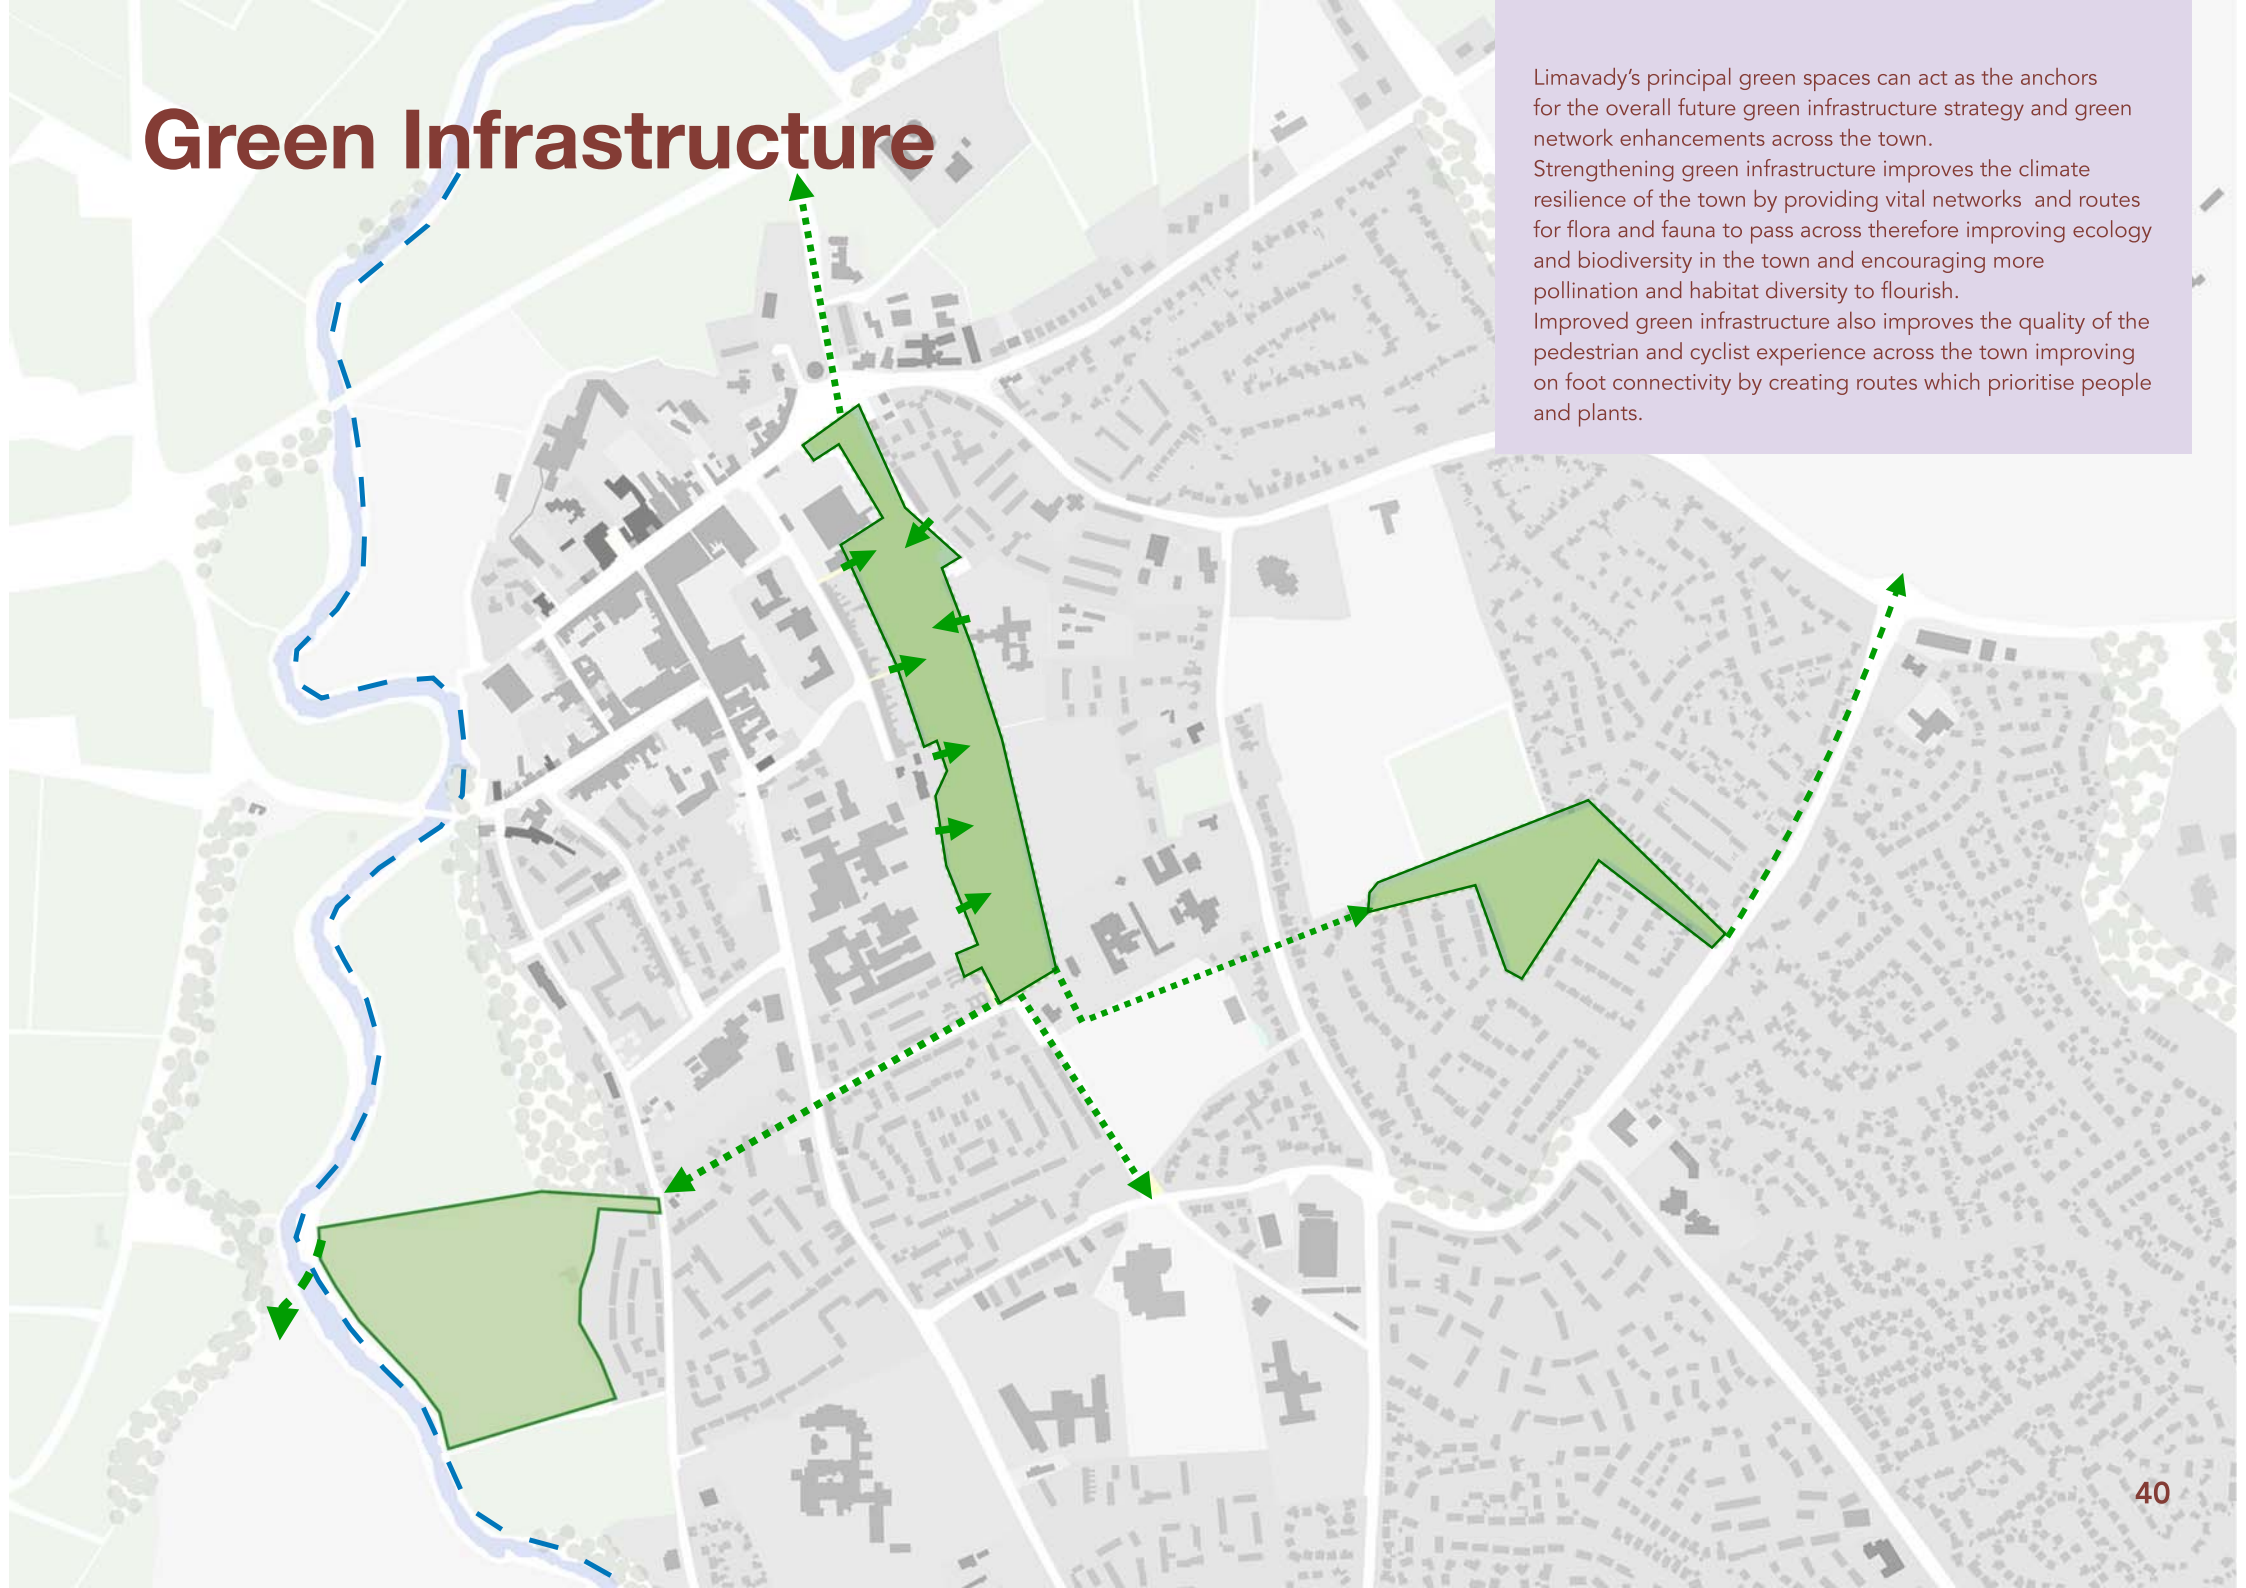 Green Infrastructure
Limavady’s principal green spaces can act as the anchors
for the overall future green infrastructure strategy and green
network enhancements across the town.
Strengthening green infrastructure improves the climate
resilience of the town by providing vital networks  and routes
for flora and fauna to pass across therefore improving ecology
and biodiversity in the town and encouraging more
pollination and habitat diversity to flourish.
Improved green infrastructure also improves the quality of the
pedestrian and cyclist experience across the town improving
on foot connectivity by creating routes which prioritise people
and plants.
40